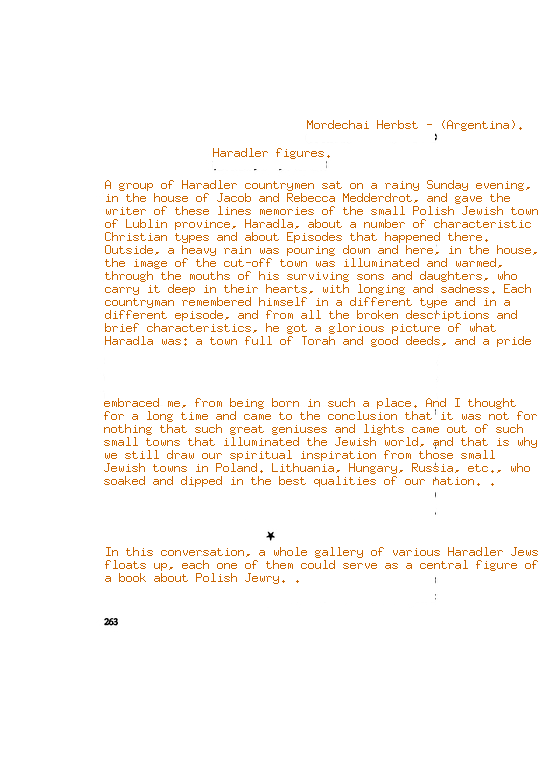 Mordechai Herbst - (Argentina).
Haradler figures.
A group of Haradler countrymen sat on a rainy Sunday evening,
in the house of Jacob and Rebecca Medderdrot, and gave the
writer of these lines memories of the small Polish Jewish town
of Lublin province, Haradla, about a number of characteristic
Christian types and about Episodes that happened there.
Outside, a heavy rain was pouring down and here, in the house,
the image of the cut-off town was illuminated and warmed,
through the mouths of his surviving sons and daughters, who
carry it deep in their hearts, with longing and sadness. Each
countryman remembered himself in a different type and in a
different episode, and from all the broken descriptions and
brief characteristics, he got a glorious picture of what
Haradla was: a town full of Torah and good deeds, and a pride
embraced me, from being born in such a place. And I thought
for a long time and came to the conclusion that it was not for
nothing that such great geniuses and lights came out of such
small towns that illuminated the Jewish world, and that is why
we still draw our spiritual inspiration from those small
Jewish towns in Poland. Lithuania, Hungary, Russia, etc., who
soaked and dipped in the best qualities of our nation. .
★
In this conversation, a whole gallery of various Haradler Jews
floats up, each one of them could serve as a central figure of
a book about Polish Jewry. .
263